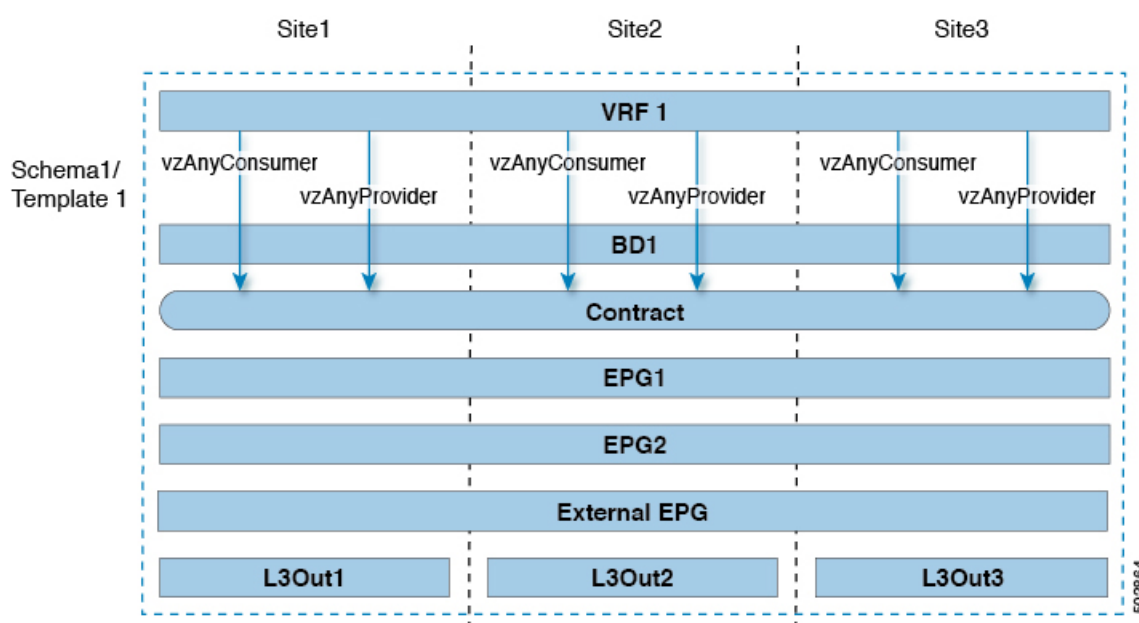 Site1 Site2 Site3
VRF 1
Schema1/
Template 1
vzAnyConsumer vzAnyConsumer vzAnyConsumer
vzAnyProvider vzAnyProvider vzAnyProvider
BD1
Contract
EPG1
EPG2
External EPG
L3Out1 L3Out2 L3Out3